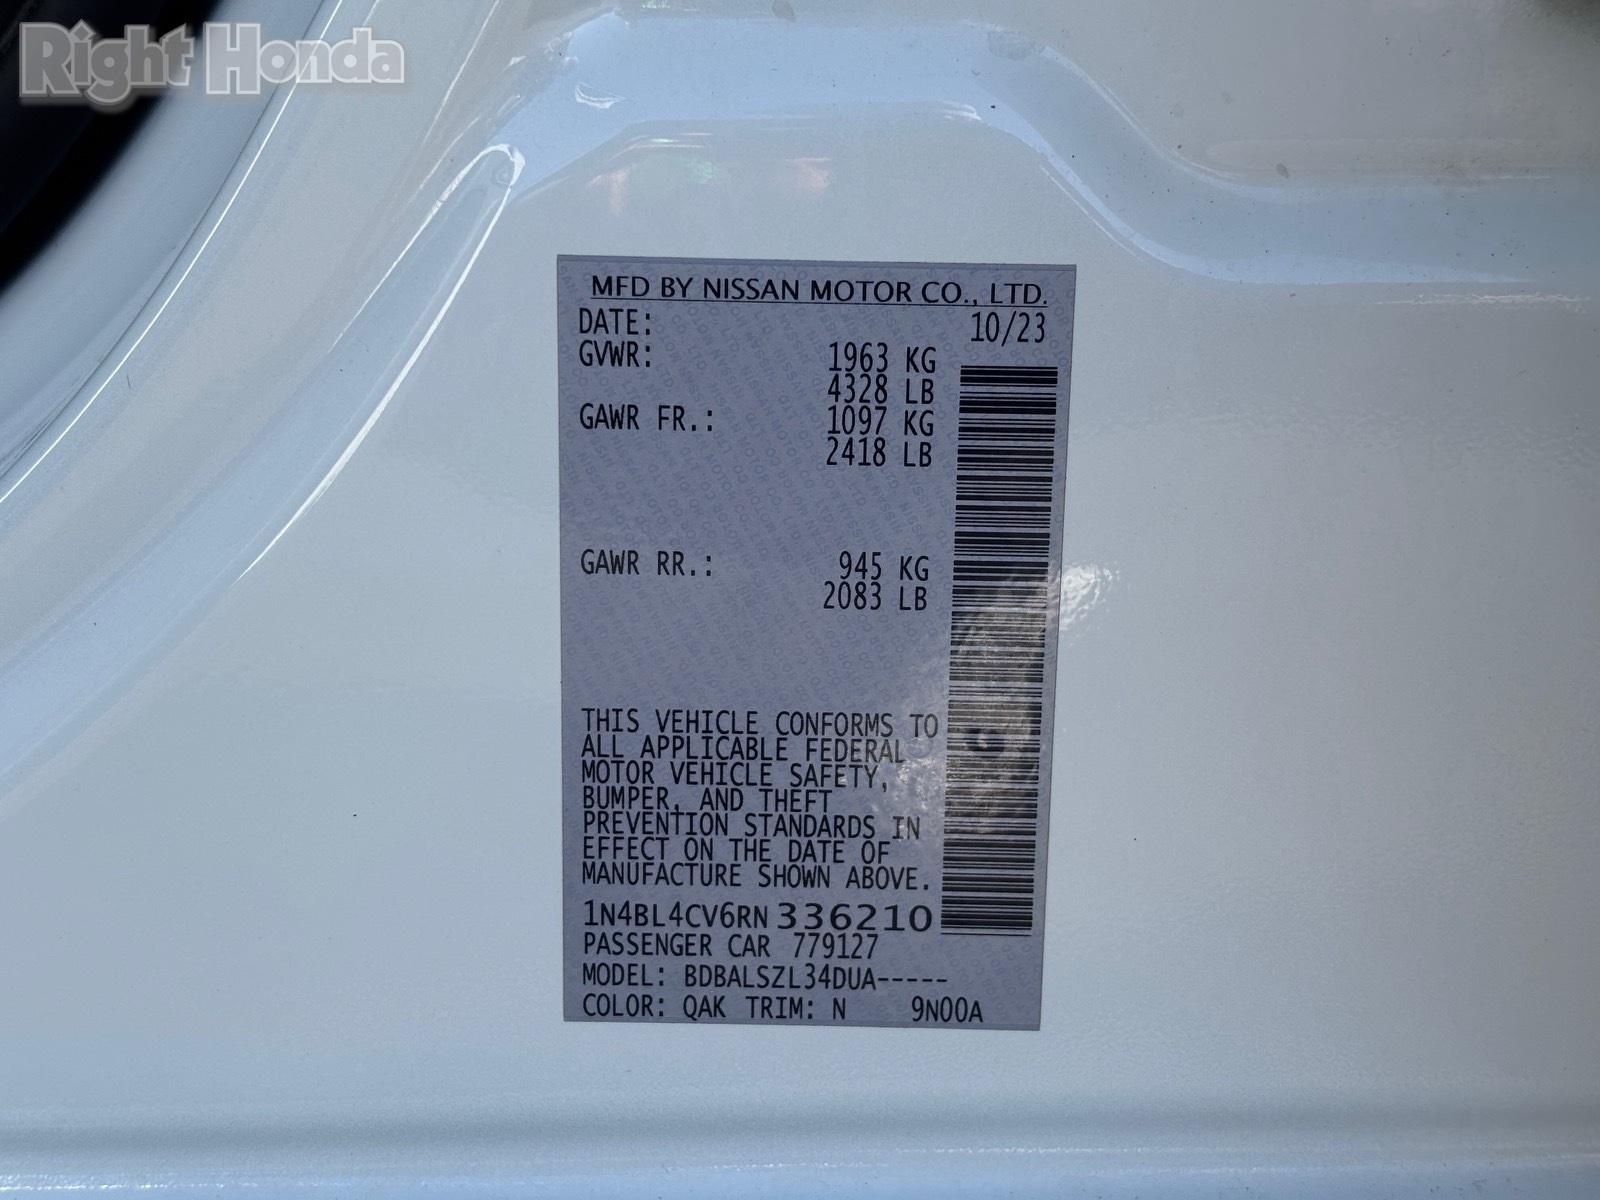 Right Honda
MFD BY NISSAN MOTOR CO., LTD.
DATE: 10/23
GVWR: 1963 KG
4328 LB
GAWR FR.: 1097 KG
2418 LB
GAWR RR.: 945 KG
2083 LB
THIS VEHICLE CONFORMS TO
ALL APPLICABLE FEDERAL
MOTOR VEHICLE SAFETY,
BUMPER, AND THEFT
PREVENTION STANDARDS IN
EFFECT ON THE DATE OF
MANUFACTURE SHOWN ABOVE.
1N4BL4CV6RN336210
PASSENGER CAR 779127
MODEL: BDBALSZL34DUA-----
COLOR: QAK TRIM: N 9N00A